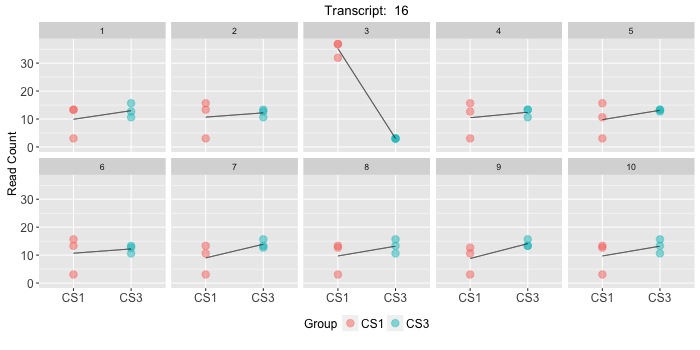 Transcript:  16
1 2 3 4 5
30
20
10
0
Read Count
6 7 8 9 10
30
20
10
0
CS1 CS3 CS1 CS3 CS1 CS3 CS1 CS3 CS1 CS3
Group CS1 CS3